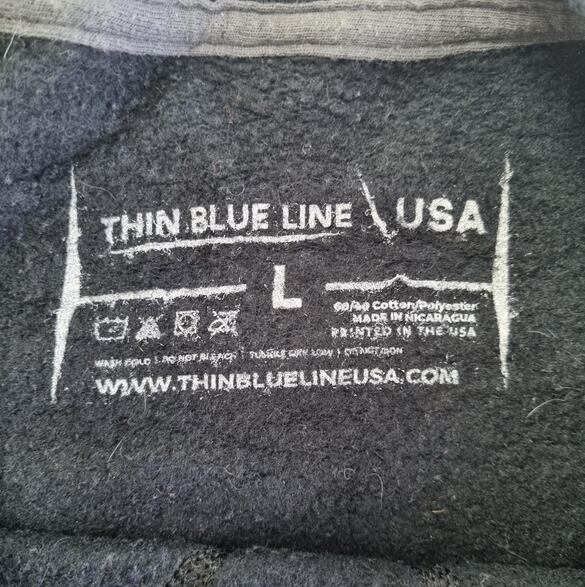 THIN BLUE LINE USA
L
60/40 Cotton/Polyester
MADE IN NICARAGUA
PRINTED IN THE USA
WASH COLD | DO NOT BLEACH | TUMBLE DRY LOW | DO NOT IRON
WWW.THINBLUELINEUSA.COM